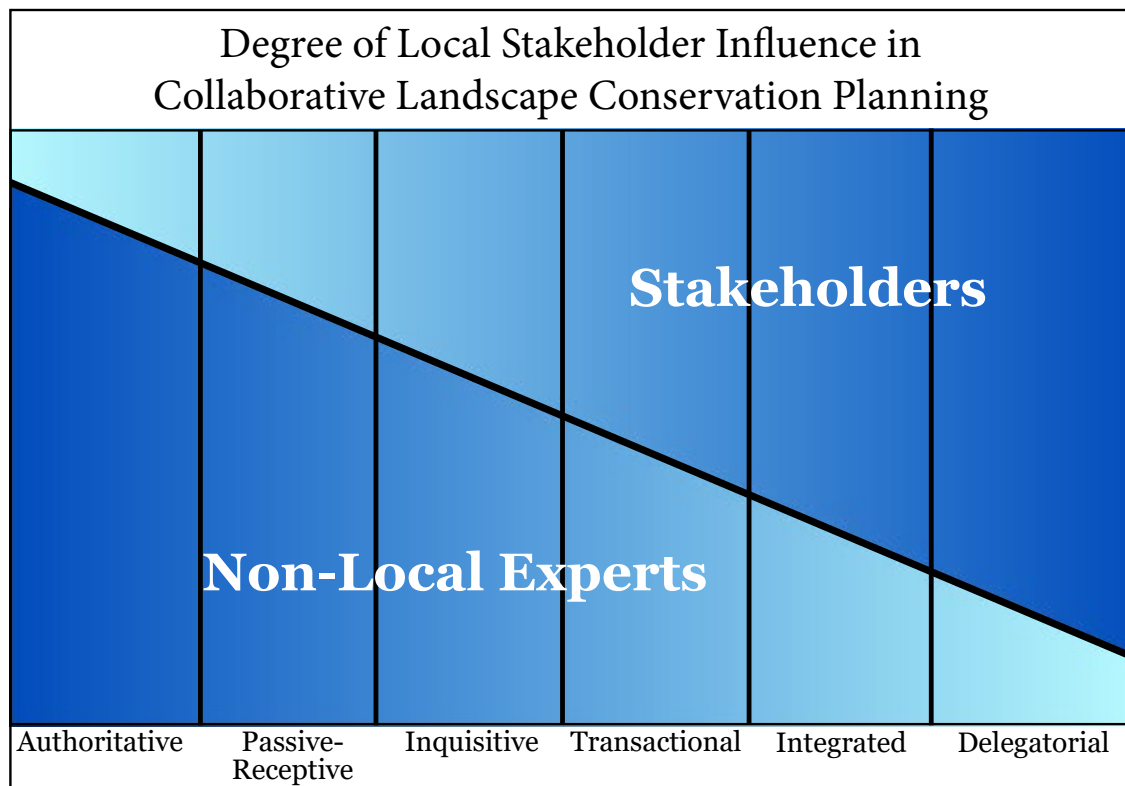 Degree of Local Stakeholder Influence in
Collaborative Landscape Conservation Planning
Stakeholders
Non-Local Experts
Authoritative
Passive-
Receptive
Inquisitive
Transactional
Integrated
Delegatorial